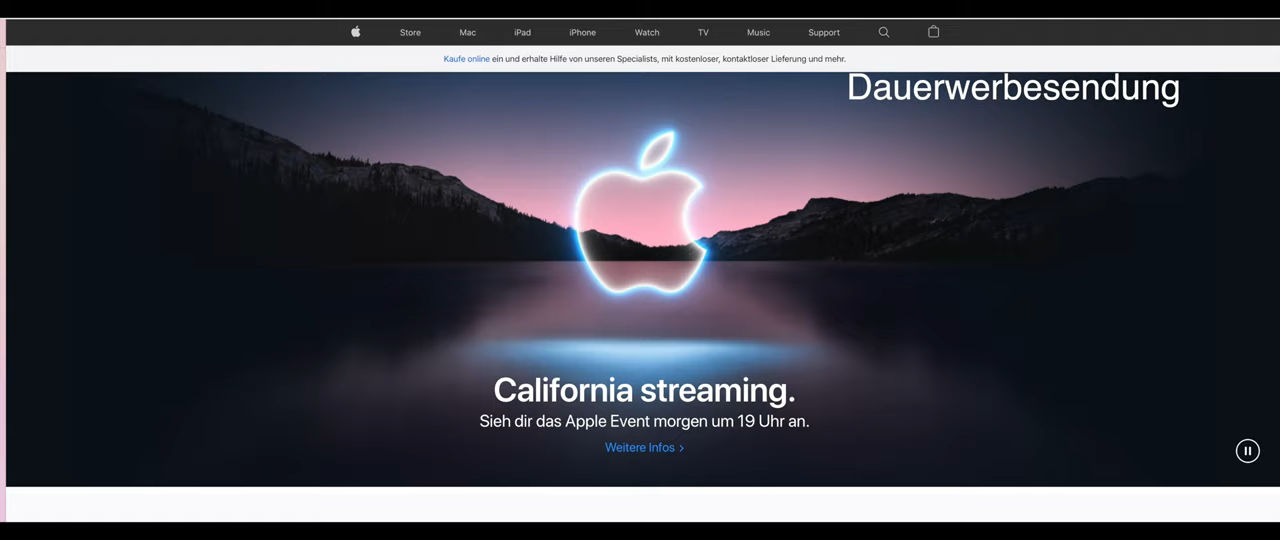 Store Mac iPad iPhone Watch TV Music Support
Kaufe online ein und erhalte Hilfe von unseren Specialists, mit kostenloser, kontaktloser Lieferung und mehr.
Dauerwerbesendung
California streaming.
Sieh dir das Apple Event morgen um 19 Uhr an.
Weitere Infos >